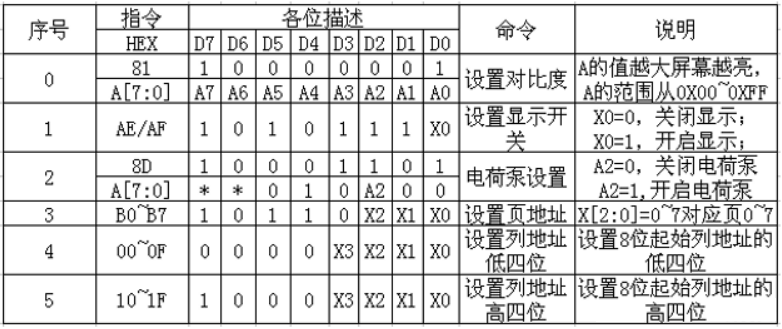 序号 指令 各位描述 命令 说明
HEX D7 D6 D5 D4 D3 D2 D1 D0
0 81 1 0 0 0 0 0 0 1 设置对比度 A的值越大屏幕越亮,
A[7:0] A7 A6 A5 A4 A3 A2 A1 A0 A的范围从0X00~0XFF
1 AE/AF 1 0 1 0 1 1 1 X0 设置显示开关 X0=0, 关闭显示;
X0=1, 开启显示;
2 8D 1 0 0 0 1 1 0 1 电荷泵设置 A2=0, 关闭电荷泵
A[7:0] * * 0 1 0 A2 0 0 A2=1,开启电荷泵
3 B0~B7 1 0 1 1 0 X2 X1 X0 设置页地址 X[2:0]=0~7对应页0~7
4 00~0F 0 0 0 0 X3 X2 X1 X0 设置列地址低四位 设置8位起始列地址的低四位
5 10~1F 1 0 0 0 X3 X2 X1 X0 设置列地址高四位 设置8位起始列地址的高四位